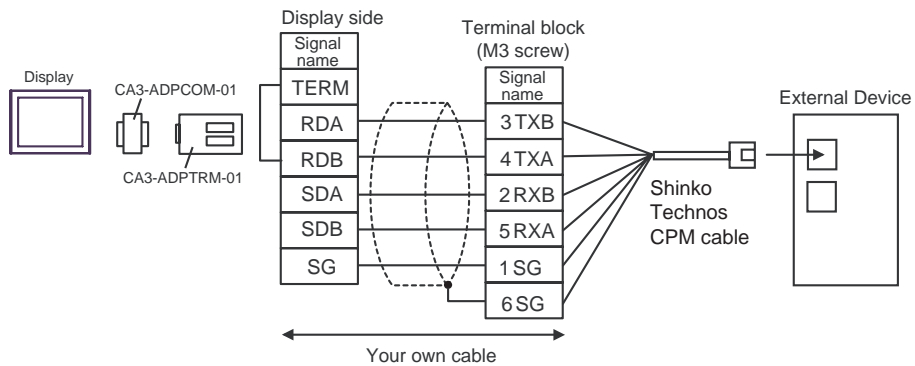 Display side
Signal
name
TERM
RDA
RDB
SDA
SDB
SG
Terminal block
(M3 screw)
Signal
name
3 TXB
4 TXA
2 RXB
5 RXA
1 SG
6 SG
Display
CA3-ADPCOM-01
CA3-ADPTRM-01
External Device
Shinko
Technos
CPM cable
Your own cable